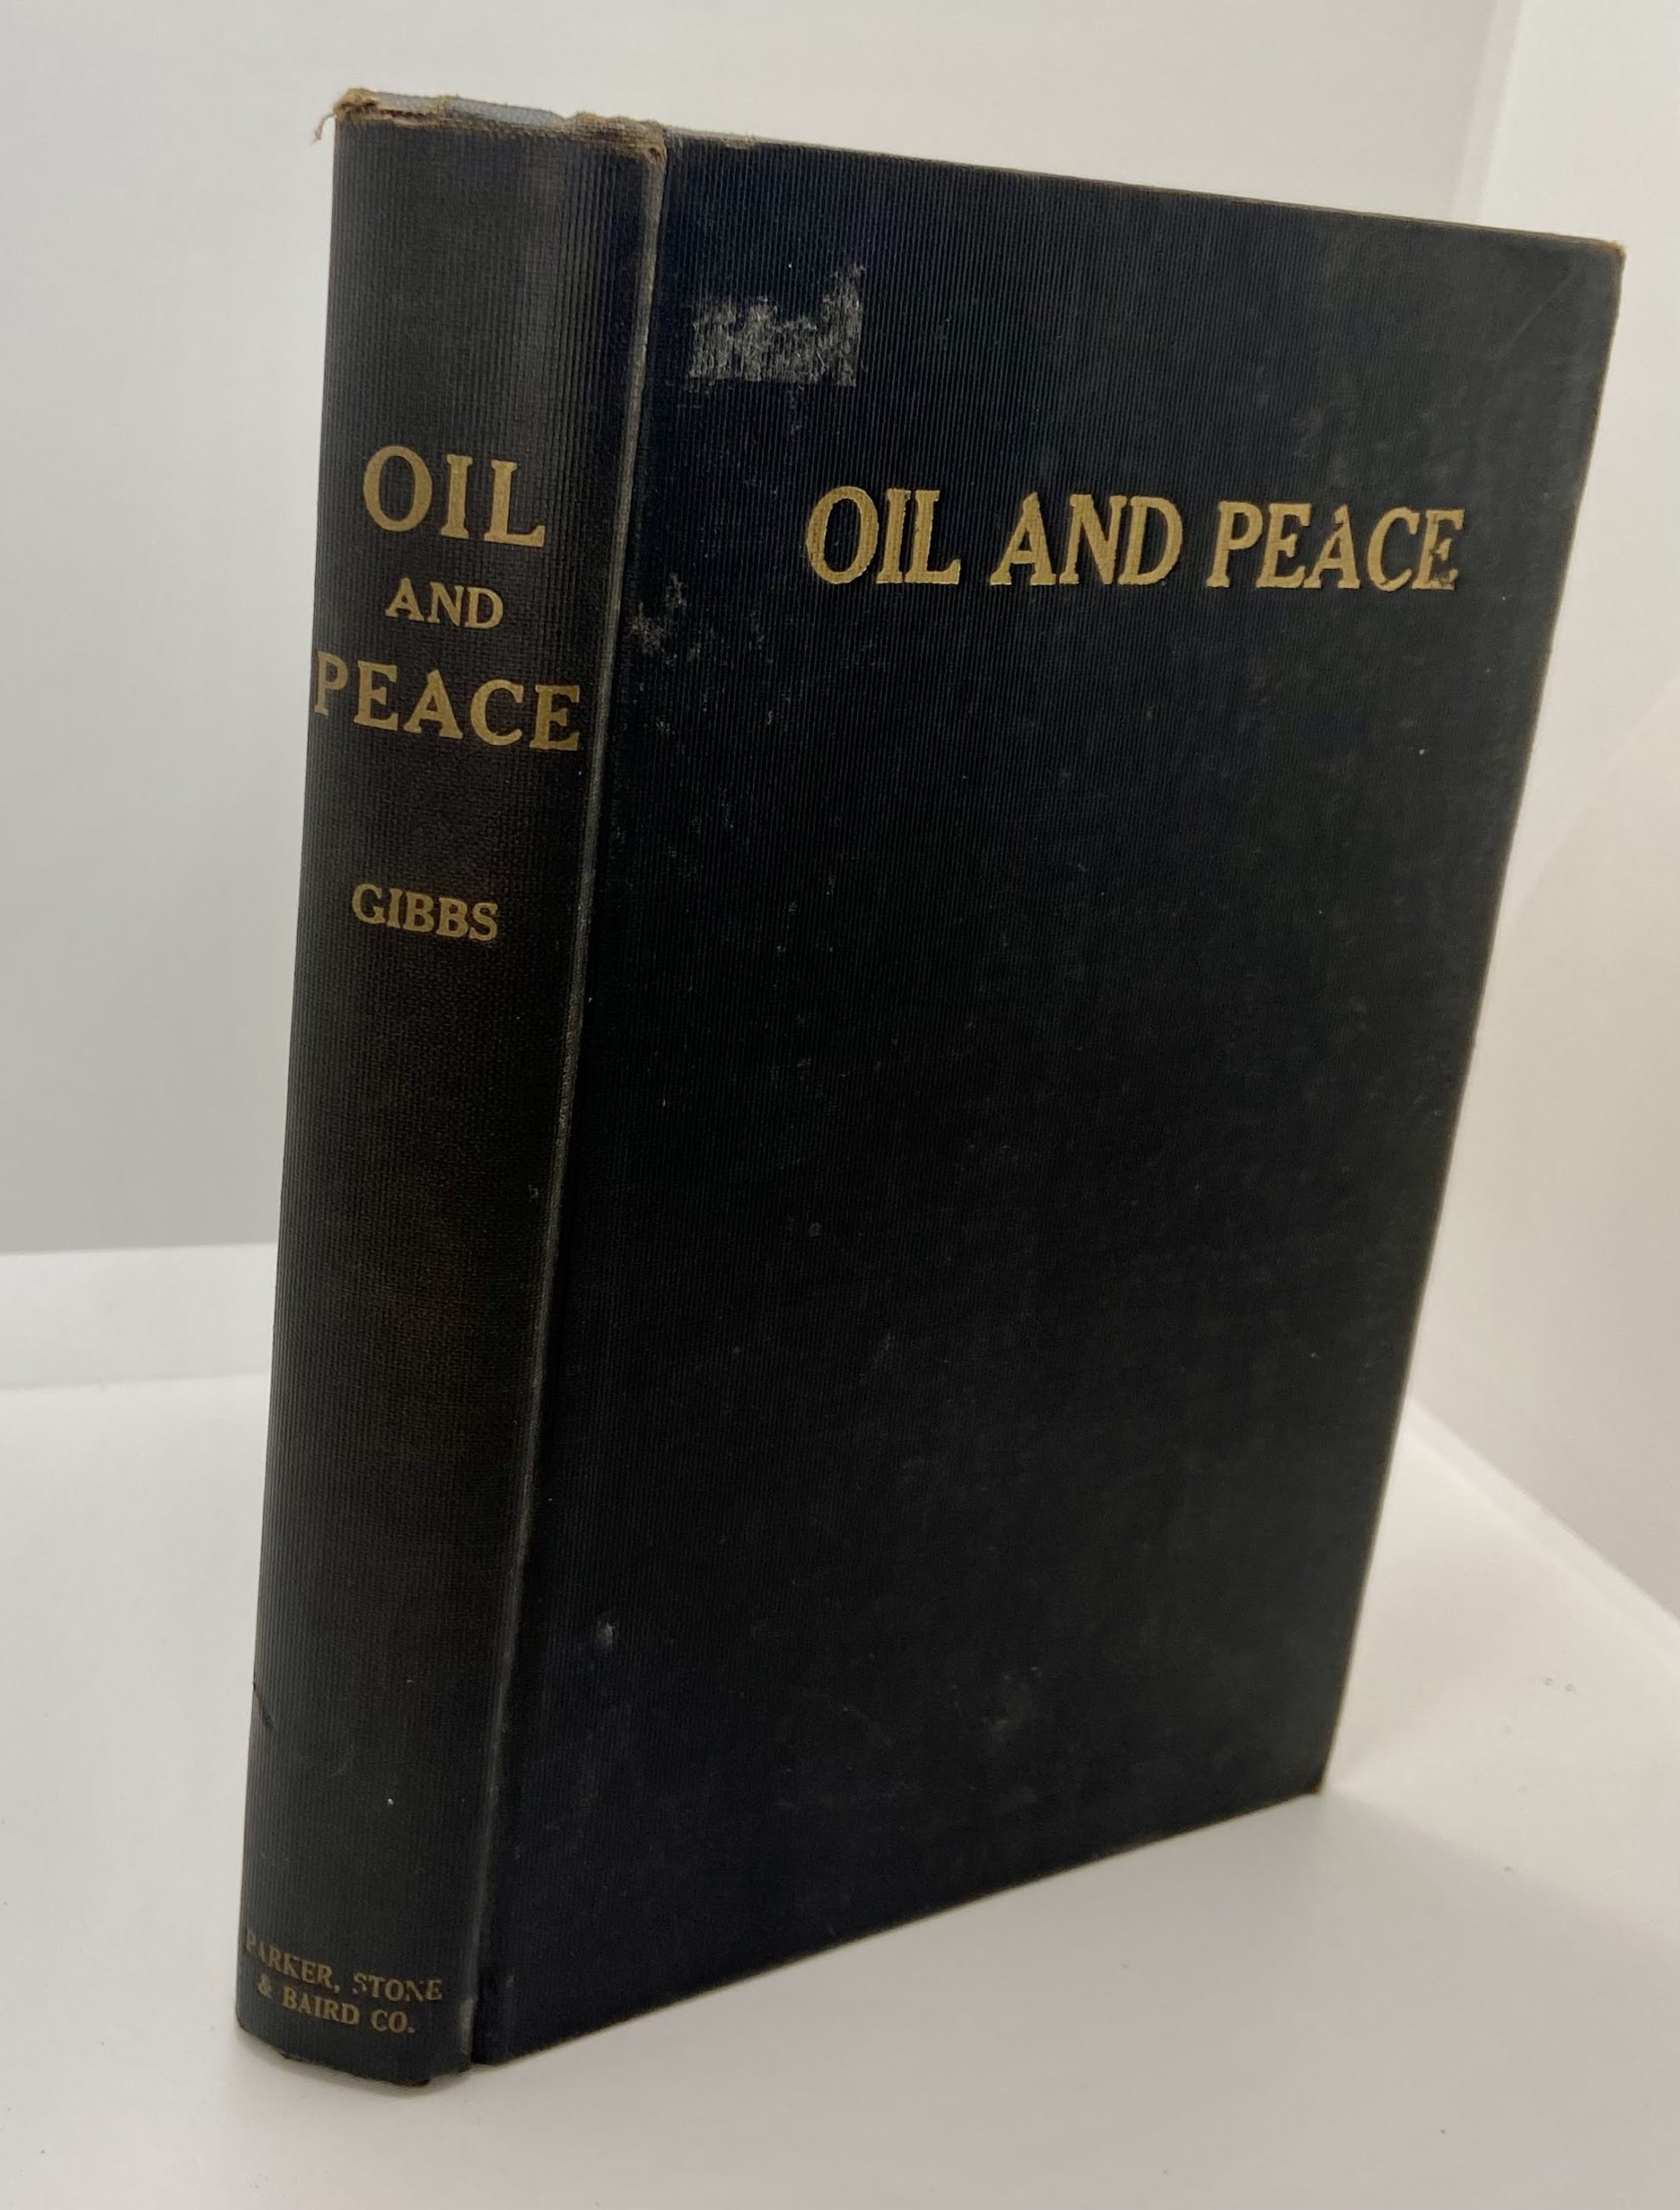 OIL
AND
PEACE
GIBBS
PARKER, STONE
& BAIRD CO.
OIL AND PEACE